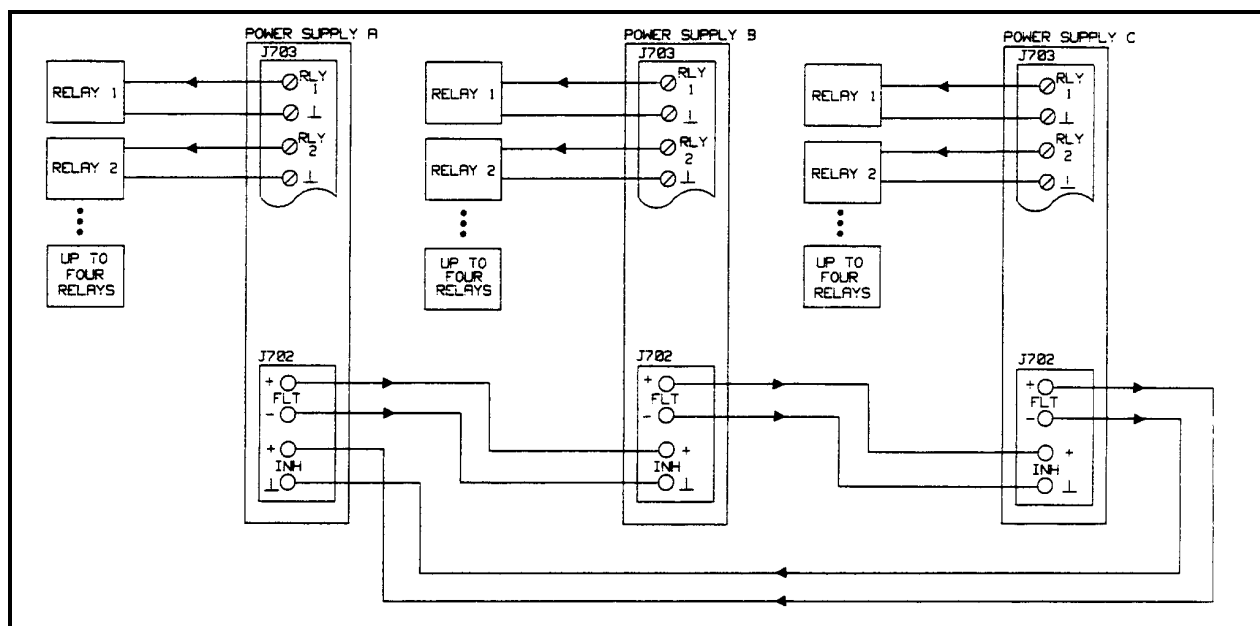 POWER SUPPLY A
J703
RELAY 1
RLY
1
⊥
RELAY 2
RLY
2
⊥
UP TO
FOUR
RELAYS
J702
+
FLT
-
+
INH
⊥
POWER SUPPLY B
J703
RELAY 1
RLY
1
⊥
RELAY 2
RLY
2
⊥
UP TO
FOUR
RELAYS
J702
+
FLT
-
+
INH
⊥
POWER SUPPLY C
J703
RELAY 1
RLY
1
⊥
RELAY 2
RLY
2
⊥
UP TO
FOUR
RELAYS
J702
+
FLT
-
+
INH
⊥